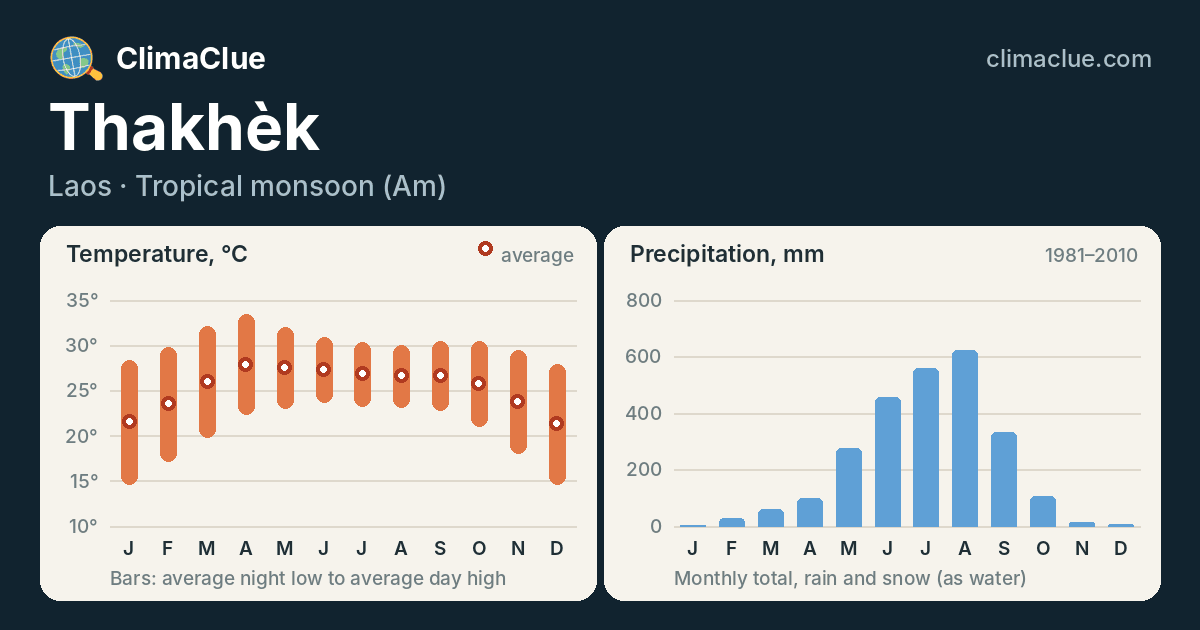 ClimaClue
climaclue.com
Thakhèk
Laos · Tropical monsoon (Am)
Temperature, °C
average
35°
30°
25°
20°
15°
10°
J F M A M J J A S O N D
Bars: average night low to average day high
Precipitation, mm
1981–2010
800
600
400
200
0
J F M A M J J A S O N D
Monthly total, rain and snow (as water)